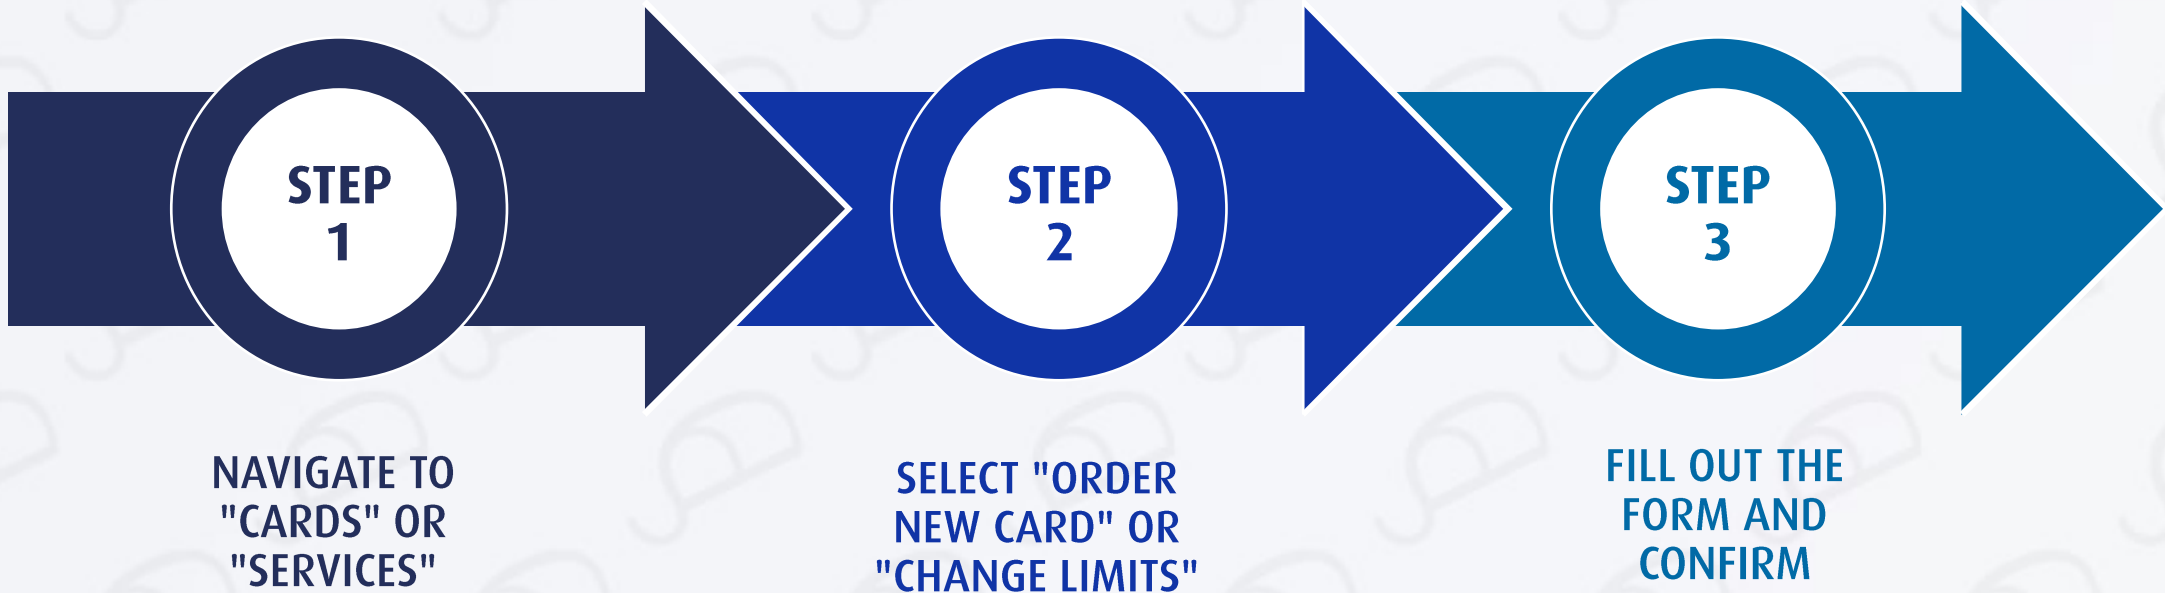 STEP
1
STEP
2
STEP
3
NAVIGATE TO
"CARDS" OR
"SERVICES"
SELECT "ORDER
NEW CARD" OR
"CHANGE LIMITS"
FILL OUT THE
FORM AND
CONFIRM